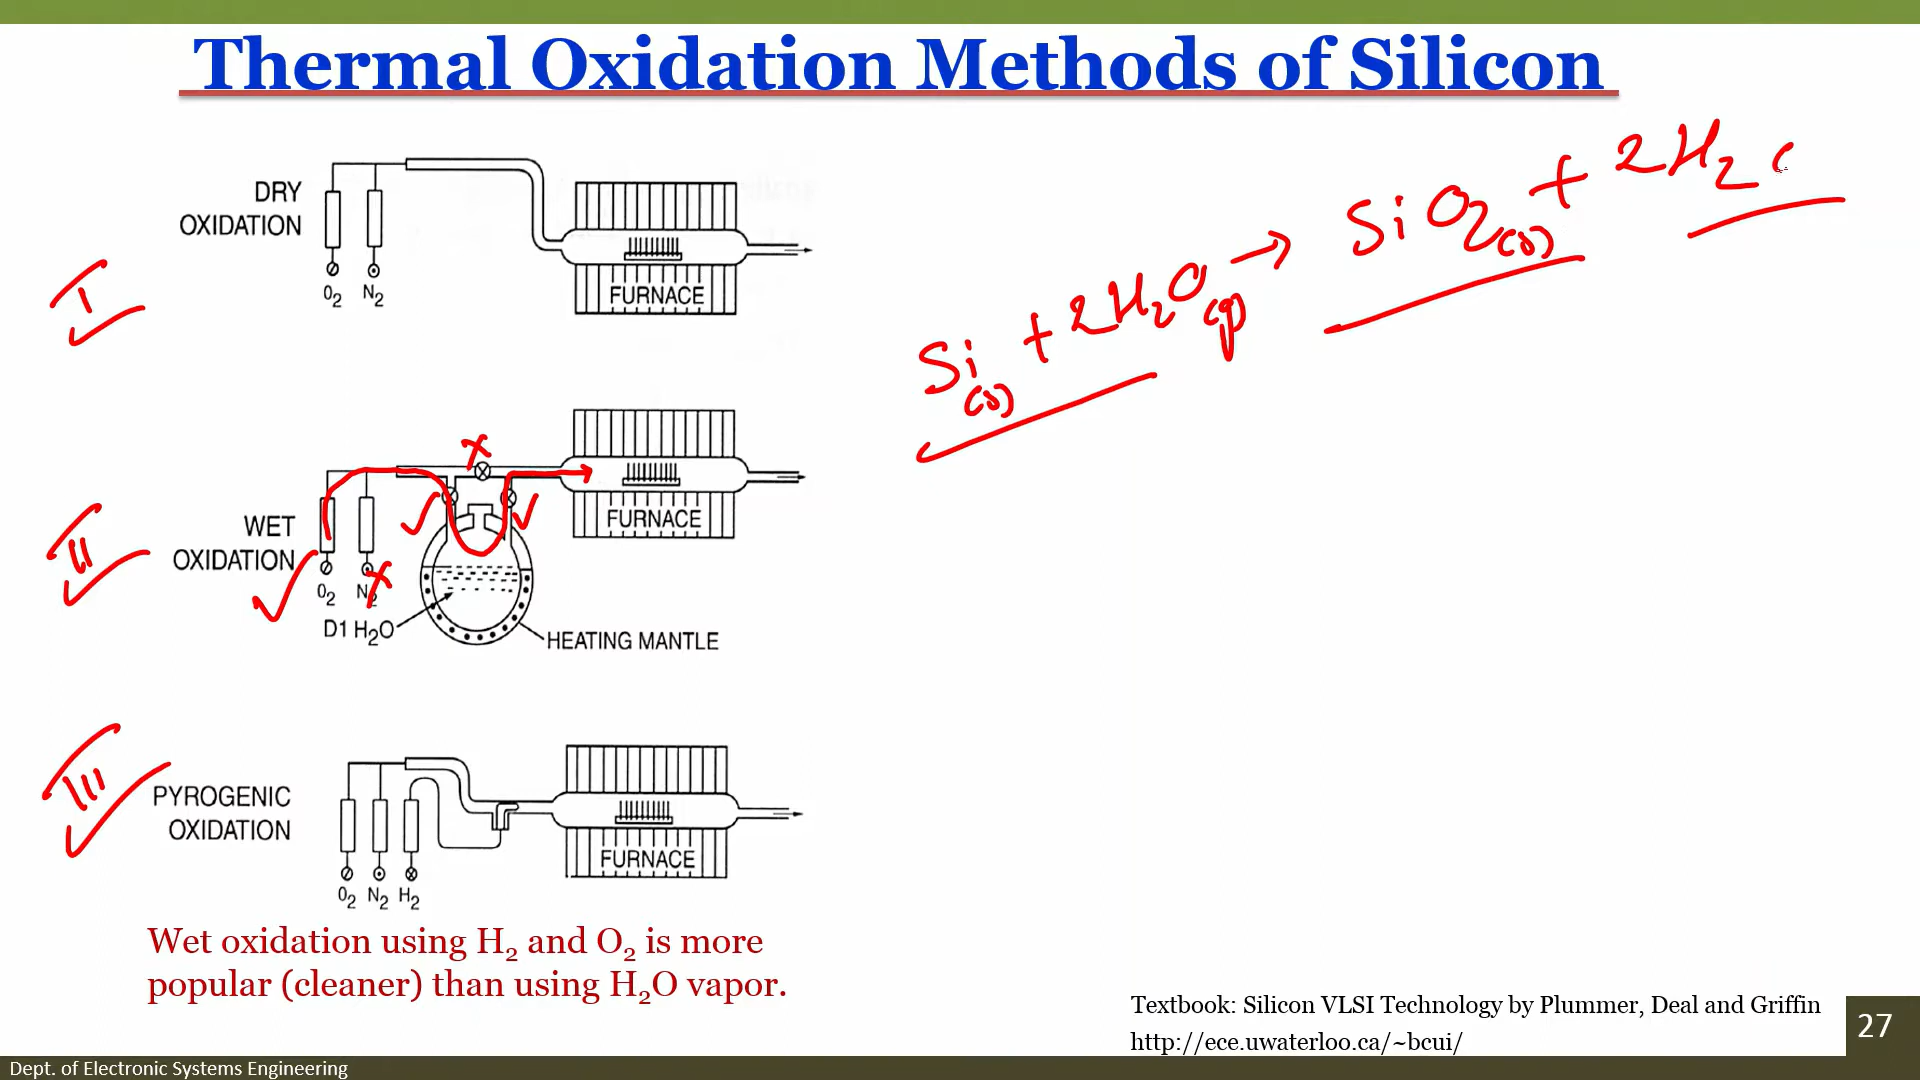 Thermal Oxidation Methods of Silicon
DRY
OXIDATION
O2 N2
FURNACE
I
Si(s) + 2H2O(g) → SiO2(s) + 2H2
WET
OXIDATION
O2 N2
D1 H2O
HEATING MANTLE
FURNACE
II
PYROGENIC
OXIDATION
O2 N2 H2
FURNACE
III
Wet oxidation using H2 and O2 is more
popular (cleaner) than using H2O vapor.
Textbook: Silicon VLSI Technology by Plummer, Deal and Griffin
http://ece.uwaterloo.ca/~bcui/
27
Dept. of Electronic Systems Engineering